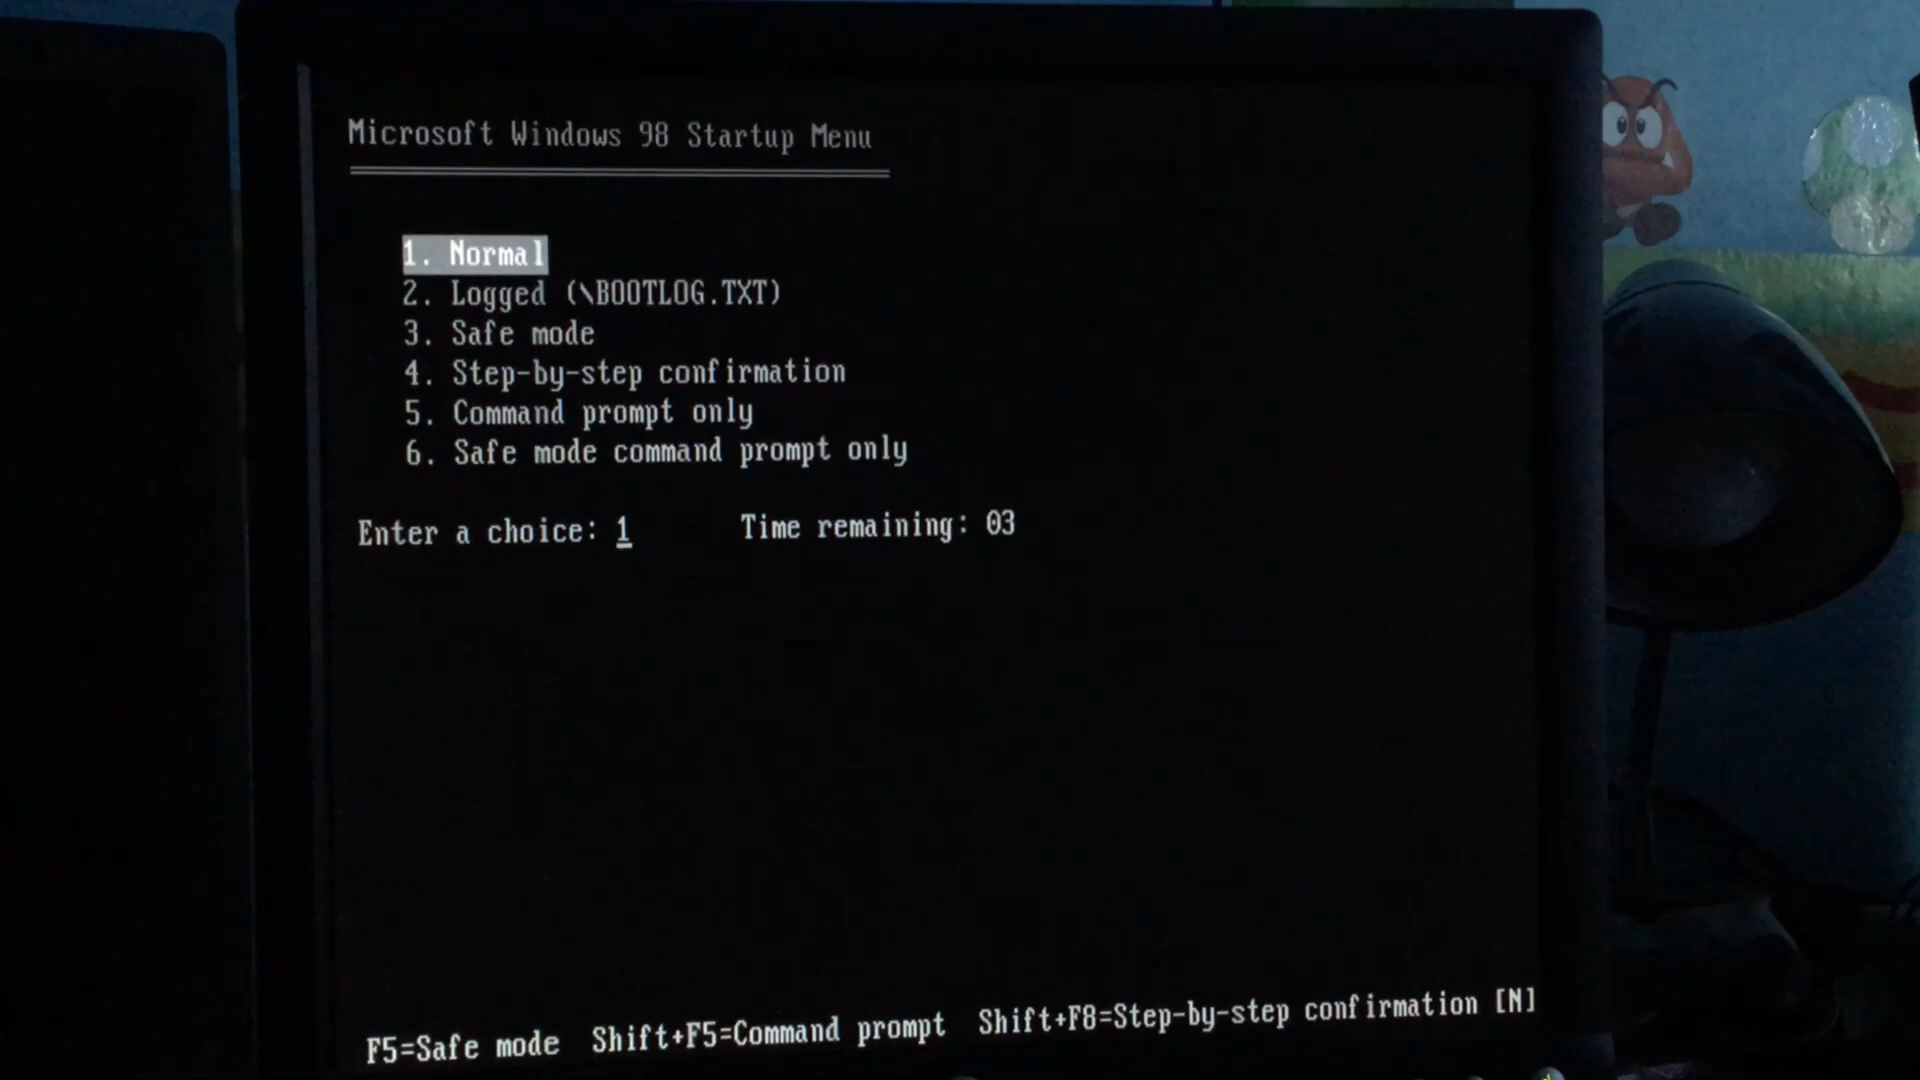 Microsoft Windows 98 Startup Menu
1. Normal
2. Logged (\BOOTLOG.TXT)
3. Safe mode
4. Step-by-step confirmation
5. Command prompt only
6. Safe mode command prompt only
Enter a choice: 1 Time remaining: 03
F5=Safe mode Shift+F5=Command prompt Shift+F8=Step-by-step confirmation [N]